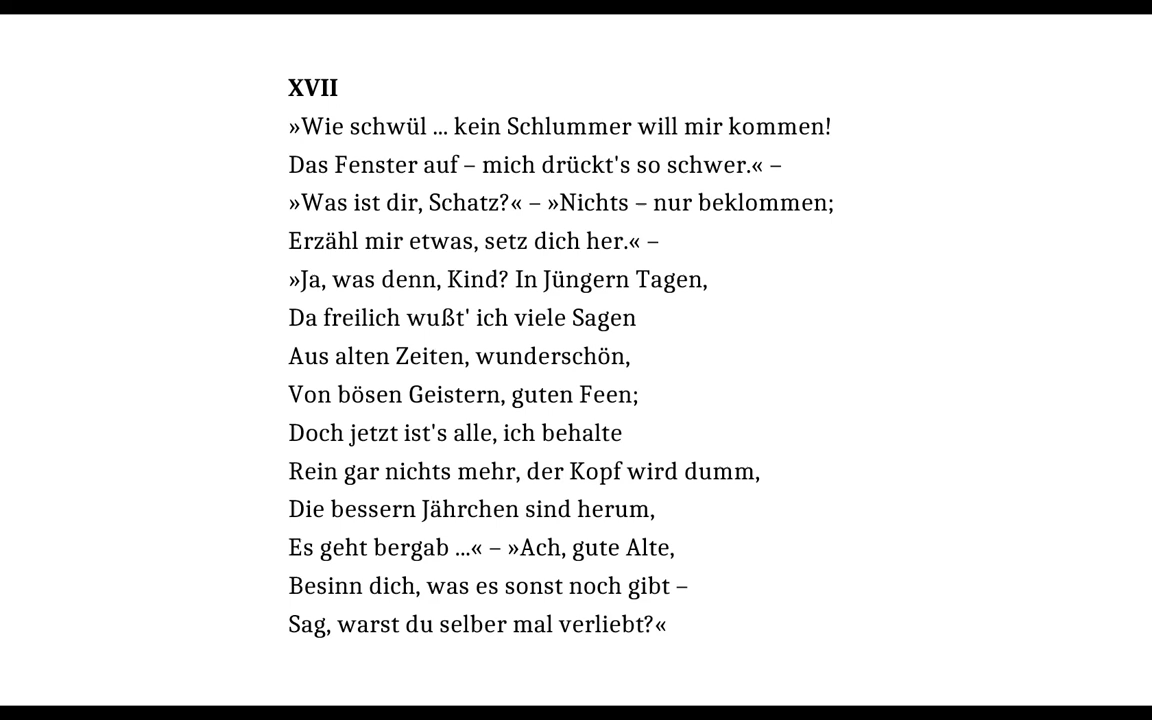 XVII
»Wie schwül ... kein Schlummer will mir kommen!
Das Fenster auf – mich drückt's so schwer.« –
»Was ist dir, Schatz?« – »Nichts – nur beklommen;
Erzähl mir etwas, setz dich her.« –
»Ja, was denn, Kind? In Jüngern Tagen,
Da freilich wußt' ich viele Sagen
Aus alten Zeiten, wunderschön,
Von bösen Geistern, guten Feen;
Doch jetzt ist's alle, ich behalte
Rein gar nichts mehr, der Kopf wird dumm,
Die bessern Jährchen sind herum,
Es geht bergab ...« – »Ach, gute Alte,
Besinn dich, was es sonst noch gibt –
Sag, warst du selber mal verliebt?«